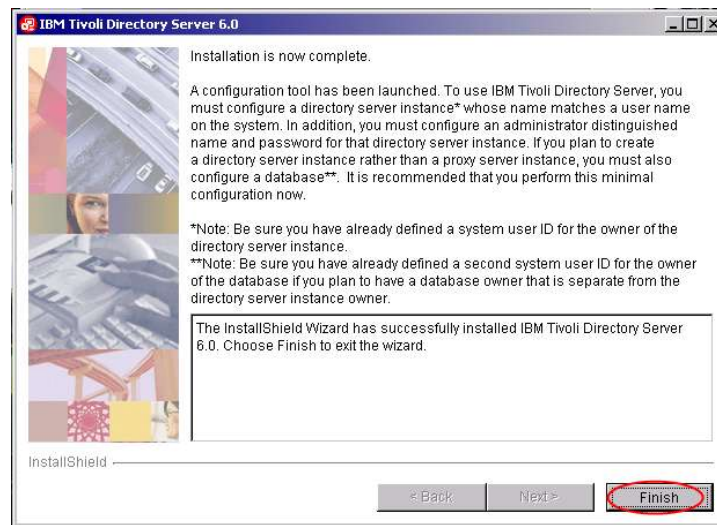 IBM Tivoli Directory Server 6.0
Installation is now complete.
A configuration tool has been launched. To use IBM Tivoli Directory Server, you
must configure a directory server instance* whose name matches a user name
on the system. In addition, you must configure an administrator distinguished
name and password for that directory server instance. If you plan to create
a directory server instance rather than a proxy server instance, you must also
configure a database**. It is recommended that you perform this minimal
configuration now.
*Note: Be sure you have already defined a system user ID for the owner of the
directory server instance.
**Note: Be sure you have already defined a second system user ID for the owner
of the database if you plan to have a database owner that is separate from the
directory server instance owner.
The InstallShield Wizard has successfully installed IBM Tivoli Directory Server
6.0. Choose Finish to exit the wizard.
InstallShield
< Back
Next >
Finish